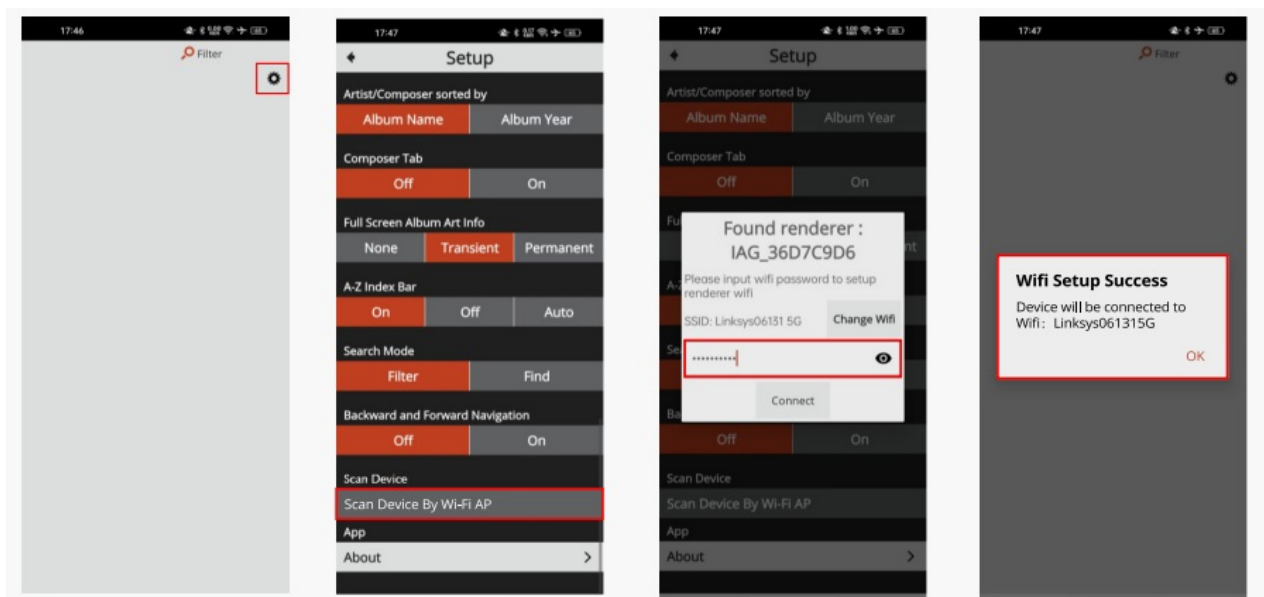 17:46
Filter
17:47
Setup
Artist/Composer sorted by
Album Name Album Year
Composer Tab
Off On
Full Screen Album Art Info
None Transient Permanent
A-Z Index Bar
On Off Auto
Search Mode
Filter Find
Backward and Forward Navigation
Off On
Scan Device
Scan Device By Wi-Fi AP
App
About
17:47
Setup
Artist/Composer sorted by
Album Name Album Year
Composer Tab
Off On
Found renderer :
IAG_36D7C9D6
Please input wifi password to setup
renderer wifi
SSID: Linksys06131 5G Change Wifi
Connect
Off On
Scan Device
Scan Device By Wi-Fi AP
App
About
17:47
Filter
Wifi Setup Success
Device will be connected to
Wifi: Linksys061315G
OK